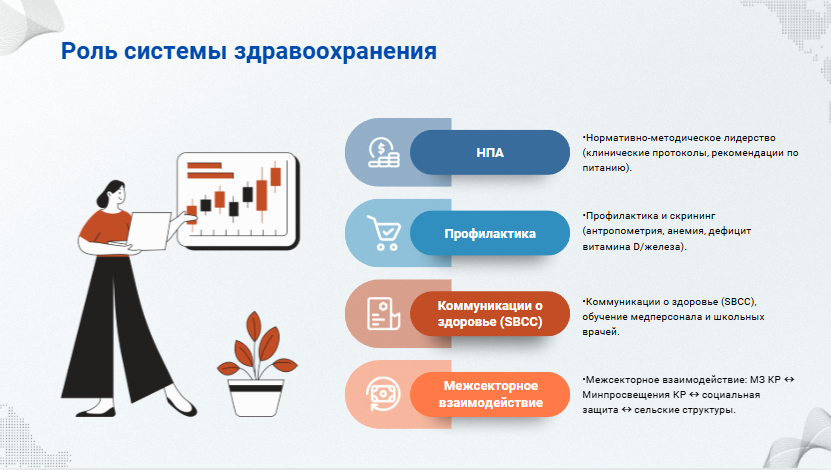 Роль системы здравоохранения
НПА
•Нормативно-методическое лидерство
(клинические протоколы, рекомендации по
питанию).
Профилактика
•Профилактика и скрининг
(антропометрия, анемия, дефицит
витамина D/железа).
Коммуникации о
здоровье (SBCC)
•Коммуникации о здоровье (SBCC),
обучение медперсонала и школьных
врачей.
Межсекторное
взаимодействие
•Межсекторное взаимодействие: МЗ КР ↔
Минпросвещения КР ↔ социальная
защита ↔ сельские структуры.